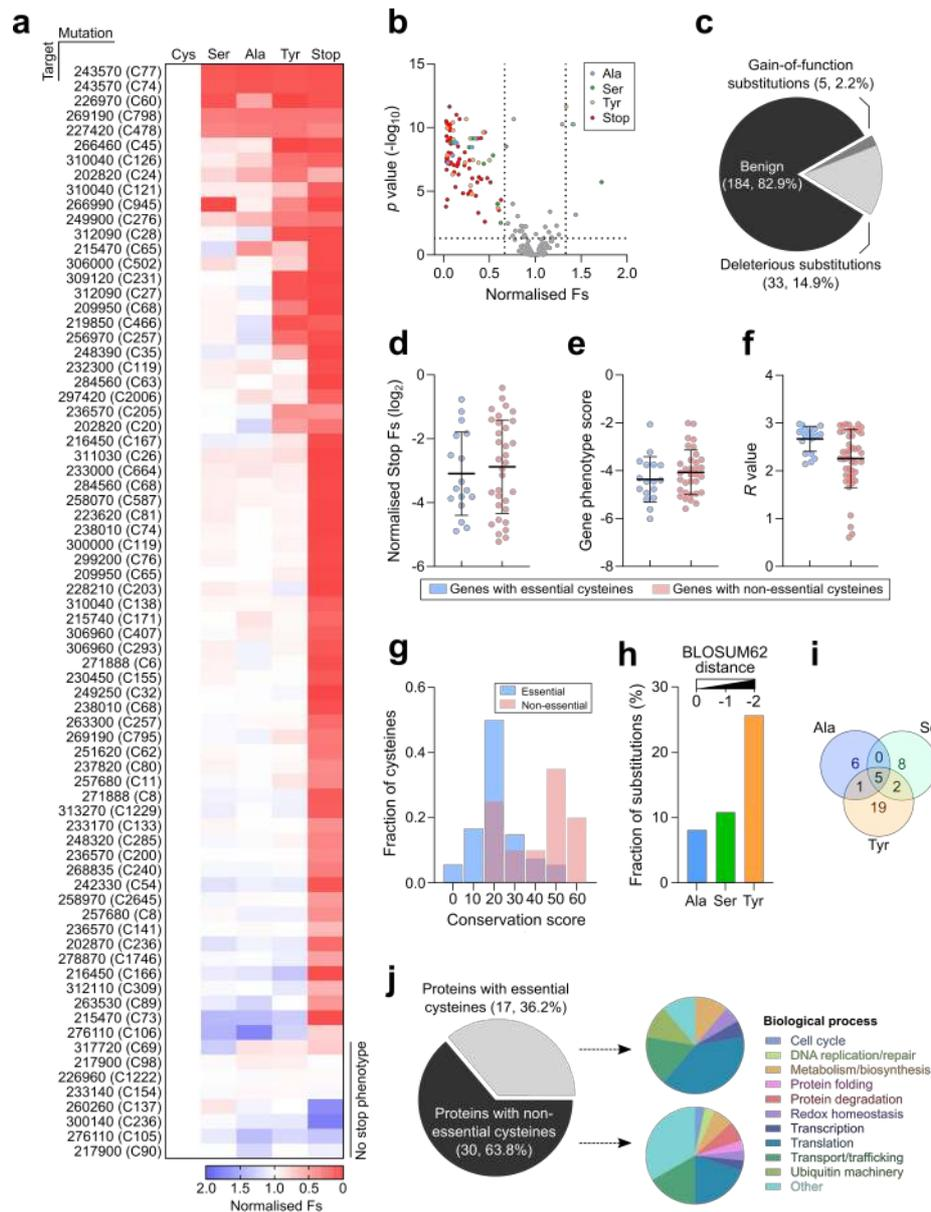 a
Mutation
Target
Cys Ser Ala Tyr Stop
243570 (C77)
243570 (C74)
226970 (C60)
269190 (C798)
227420 (C478)
266460 (C45)
310040 (C126)
202820 (C24)
310040 (C121)
266990 (C945)
249900 (C276)
312090 (C28)
215470 (C65)
306000 (C502)
309120 (C231)
312090 (C27)
209950 (C68)
219850 (C466)
256970 (C257)
248390 (C35)
232300 (C119)
284560 (C63)
297420 (C2006)
236570 (C205)
202820 (C20)
216450 (C167)
311030 (C26)
233000 (C664)
284560 (C68)
258070 (C587)
223620 (C81)
238010 (C74)
300000 (C119)
299200 (C76)
209950 (C65)
228210 (C203)
310040 (C138)
215740 (C171)
306960 (C407)
306960 (C293)
271888 (C6)
230450 (C155)
249250 (C32)
238010 (C68)
263300 (C257)
269190 (C795)
251620 (C62)
237820 (C80)
257680 (C11)
271888 (C8)
313270 (C1229)
233170 (C133)
248320 (C285)
236570 (C200)
268835 (C240)
242330 (C54)
258970 (C2645)
257680 (C8)
236570 (C141)
202870 (C236)
278870 (C1746)
216450 (C166)
312110 (C309)
263530 (C89)
215470 (C73)
276110 (C106)
317720 (C69)
217900 (C98)
226960 (C1222)
233140 (C154)
260260 (C137)
300140 (C236)
276110 (C105)
217900 (C90)
No stop phenotype
2.0 1.5 1.0 0.5 0
Normalised Fs
b
p value (-log10)
15
10
5
0
0.0 0.5 1.0 1.5 2.0
Normalised Fs
Ala
Ser
Tyr
Stop
c
Gain-of-function
substitutions (5, 2.2%)
Benign
(184, 82.9%)
Deleterious substitutions
(33, 14.9%)
d
Normalised Stop Fs (log2)
0
-2
-4
-6
e
Gene phenotype score
0
-2
-4
-6
-8
f
R value
4
3
2
1
0
Genes with essential cysteines Genes with non-essential cysteines
g
Fraction of cysteines
0.6
0.4
0.2
0.0
Essential
Non-essential
0 10 20 30 40 50 60
Conservation score
h
BLOSUM62
distance
0 -1 -2
Fraction of substitutions (%)
30
20
10
0
Ala Ser Tyr
i
Ala
6 0 8
1 5 2
19
Tyr
j
Proteins with essential
cysteines (17, 36.2%)
Proteins with non-
essential cysteines
(30, 63.8%)
Biological process
Cell cycle
DNA replication/repair
Metabolism/biosynthesis
Protein folding
Protein degradation
Redox homeostasis
Transcription
Translation
Transport/trafficking
Ubiquitin machinery
Other